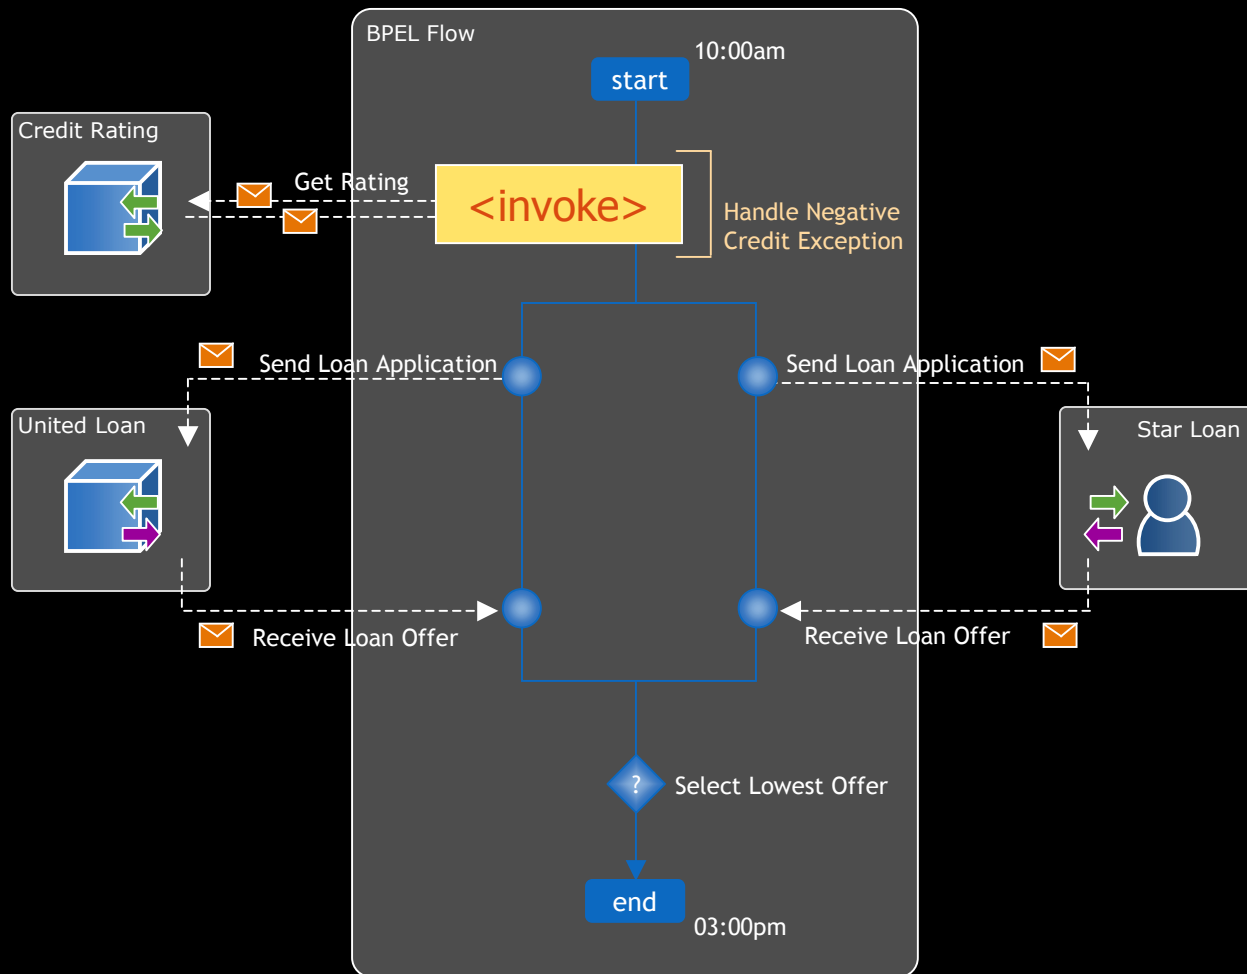 BPEL Flow
10:00am
start
Credit Rating
Get Rating
<invoke>
Handle Negative
Credit Exception
Send Loan Application
Send Loan Application
United Loan
Star Loan
Receive Loan Offer
Receive Loan Offer
?
Select Lowest Offer
end
03:00pm